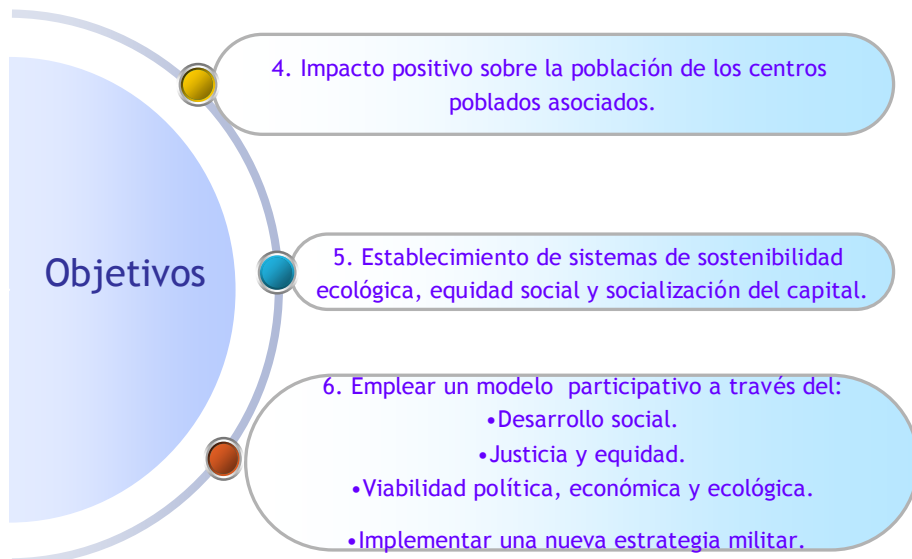 4. Impacto positivo sobre la población de los centros
poblados asociados.
Objetivos
5. Establecimiento de sistemas de sostenibilidad
ecológica, equidad social y socialización del capital.
6. Emplear un modelo participativo a través del:
•Desarrollo social.
•Justicia y equidad.
•Viabilidad política, económica y ecológica.
•Implementar una nueva estrategia militar.